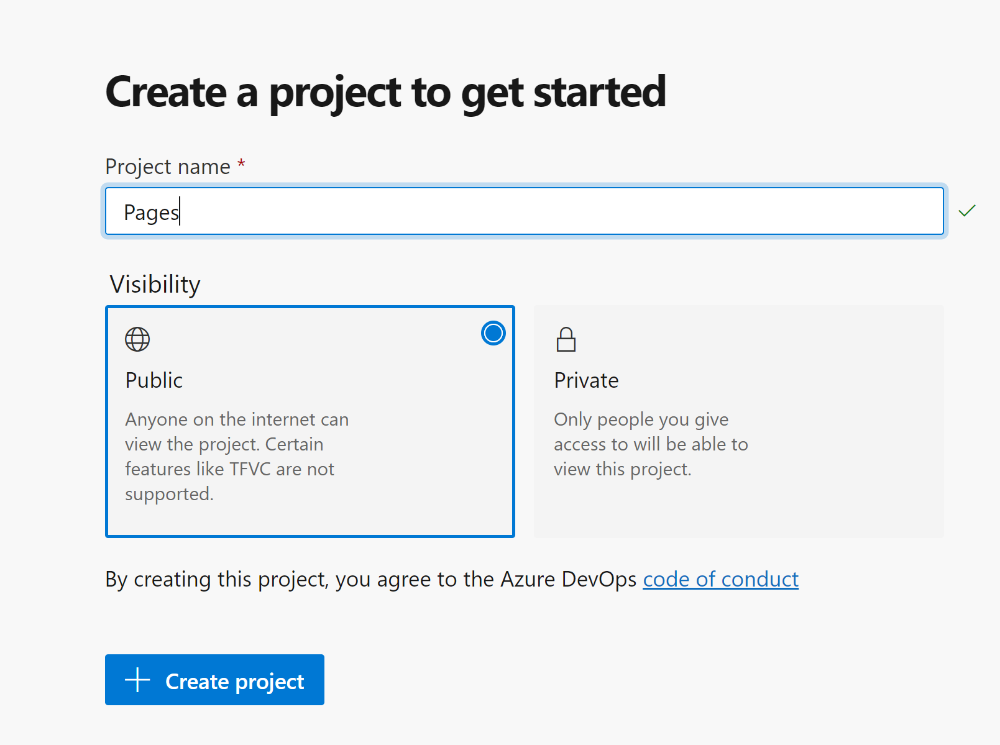 Create a project to get started
Project name *
Pages
Visibility
Public
Anyone on the internet can
view the project. Certain
features like TFVC are not
supported.
Private
Only people you give
access to will be able to
view this project.
By creating this project, you agree to the Azure DevOps code of conduct
Create project